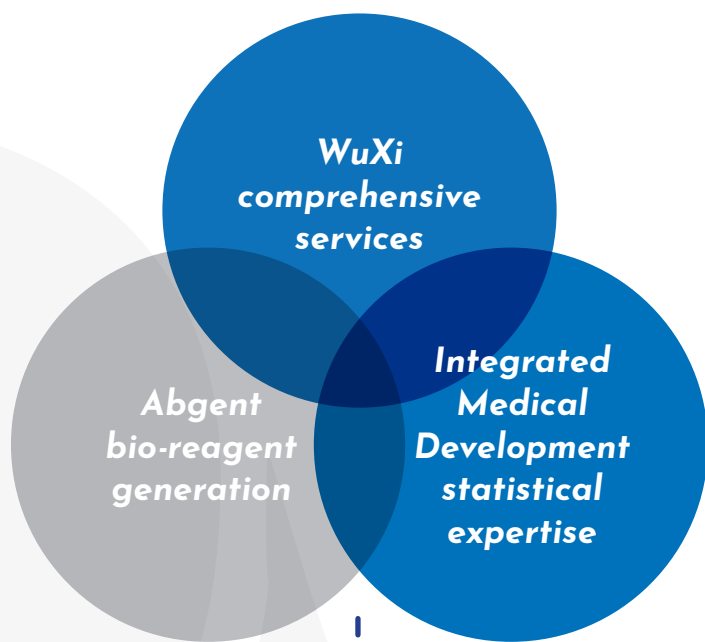 WuXi
comprehensive
services
Abgent
bio-reagent
generation
Integrated
Medical
Development
statistical
expertise